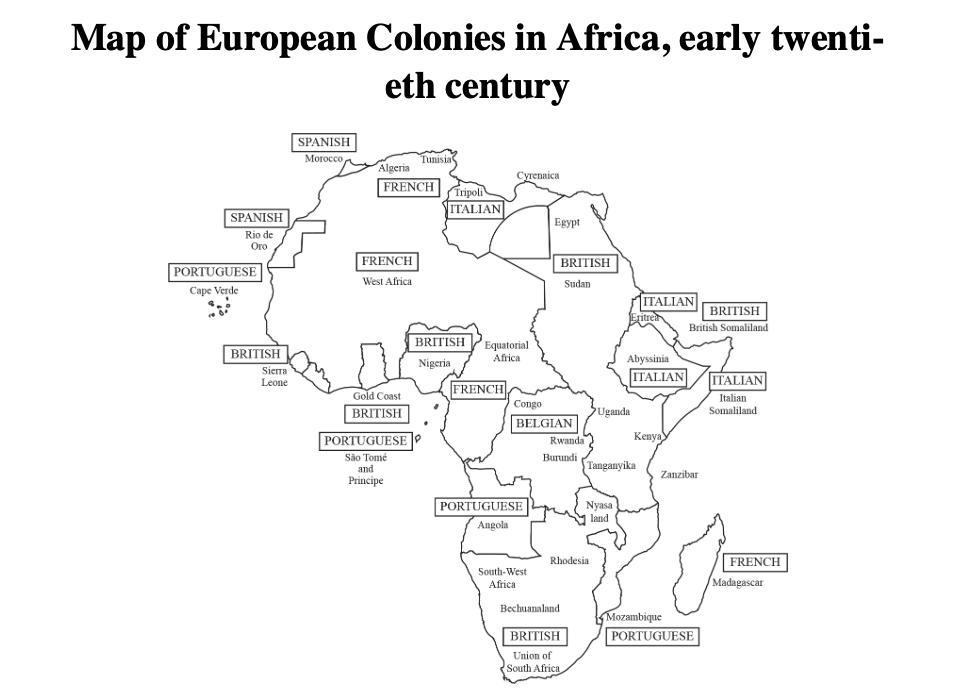 Map of European Colonies in Africa, early twenti-
eth century
SPANISH
Morocco
Algeria
Tunisia
FRENCH
Tripoli
ITALIAN
Cyrenaica
SPANISH
Rio de
Oro
Egypt
PORTUGUESE
Cape Verde
FRENCH
West Africa
BRITISH
Sudan
ITALIAN
Eritrea
BRITISH
British Somaliland
BRITISH
Sierra
Leone
BRITISH
Nigeria
Equatorial
Africa
Abyssinia
ITALIAN
ITALIAN
Italian
Somaliland
Gold Coast
BRITISH
FRENCH
Congo
BELGIAN
Rwanda
Burundi
Uganda
Kenya
PORTUGUESE
São Tomé
and
Principe
Tanganyika
Zanzibar
PORTUGUESE
Angola
Nyasa
land
Rhodesia
South-West
Africa
FRENCH
Madagascar
Bechuanaland
Mozambique
PORTUGUESE
BRITISH
Union of
South Africa